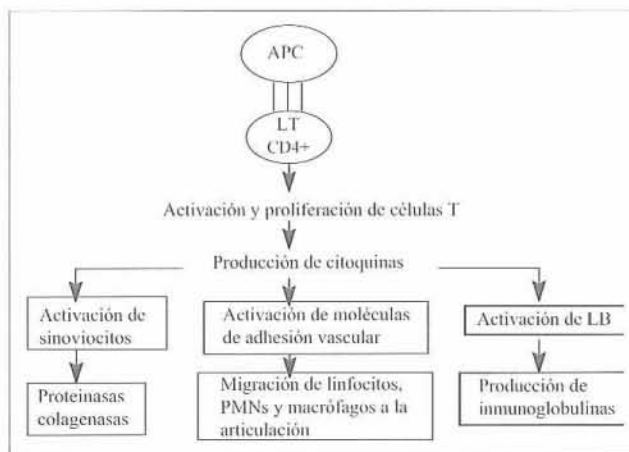 APC
LT
CD4+
Activación y proliferación de células T
Producción de citoquinas
Activación de
sinoviocitos
Activación de moléculas
de adhesión vascular
Activación de LB
Proteinasas
colagenasas
Migración de linfocitos,
PMNs y macrófagos a la
articulación
Producción de
inmunoglobulinas